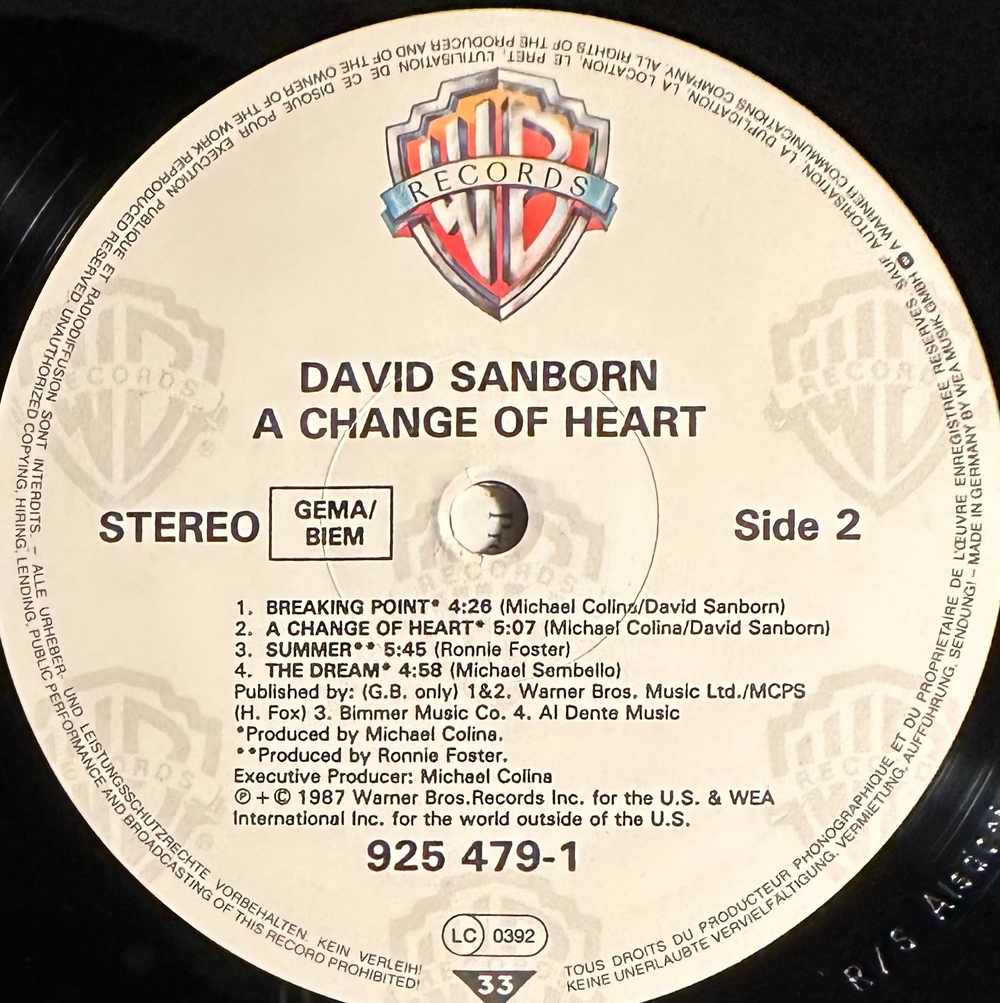 RECORDS
DAVID SANBORN
A CHANGE OF HEART
STEREO
GEMA/
BIEM
Side 2
1. BREAKING POINT* 4:26 (Michael Colina/David Sanborn)
2. A CHANGE OF HEART* 5:07 (Michael Colina/David Sanborn)
3. SUMMER** 5:45 (Ronnie Foster)
4. THE DREAM* 4:58 (Michael Sembello)
Published by: (G.B. only) 1&2. Warner Bros. Music Ltd./MCPS
(H. Fox) 3. Bimmer Music Co. 4. Al Dente Music
*Produced by Michael Colina.
**Produced by Ronnie Foster.
Executive Producer: Michael Colina
℗+© 1987 Warner Bros.Records Inc. for the U.S. & WEA
International Inc. for the world outside of the U.S.
925 479-1
LC 0392
33
TOUS DROITS DU PRODUCTEUR PHONOGRAPHIQUE ET DU PROPRIETAIRE DE L'ŒUVRE ENREGISTREE RESERVES. SAUF AUTORISATION, LA DUPLICATION, LA LOCATION, LE PRET, L'UTILISATION DE CE DISQUE POUR EXECUTION PUBLIQUE ET RADIODIFFUSION SONT INTERDITS. – ALLE URHEBER- UND LEISTUNGSSCHUTZRECHTE VORBEHALTEN. KEIN VERLEIH!
KEINE UNERLAUBTE VERVIELFÄLTIGUNG, VERMIETUNG, AUFFÜHRUNG, SENDUNG! – MADE IN GERMANY BY WEA MUSIK GMBH A WARNER COMMUNICATIONS COMPANY. ALL RIGHTS OF THE PRODUCER AND OF THE OWNER OF THE WORK REPRODUCED RESERVED. UNAUTHORIZED COPYING, HIRING, LENDING, PUBLIC PERFORMANCE AND BROADCASTING OF THIS RECORD PROHIBITED!
R/S Alsdorf